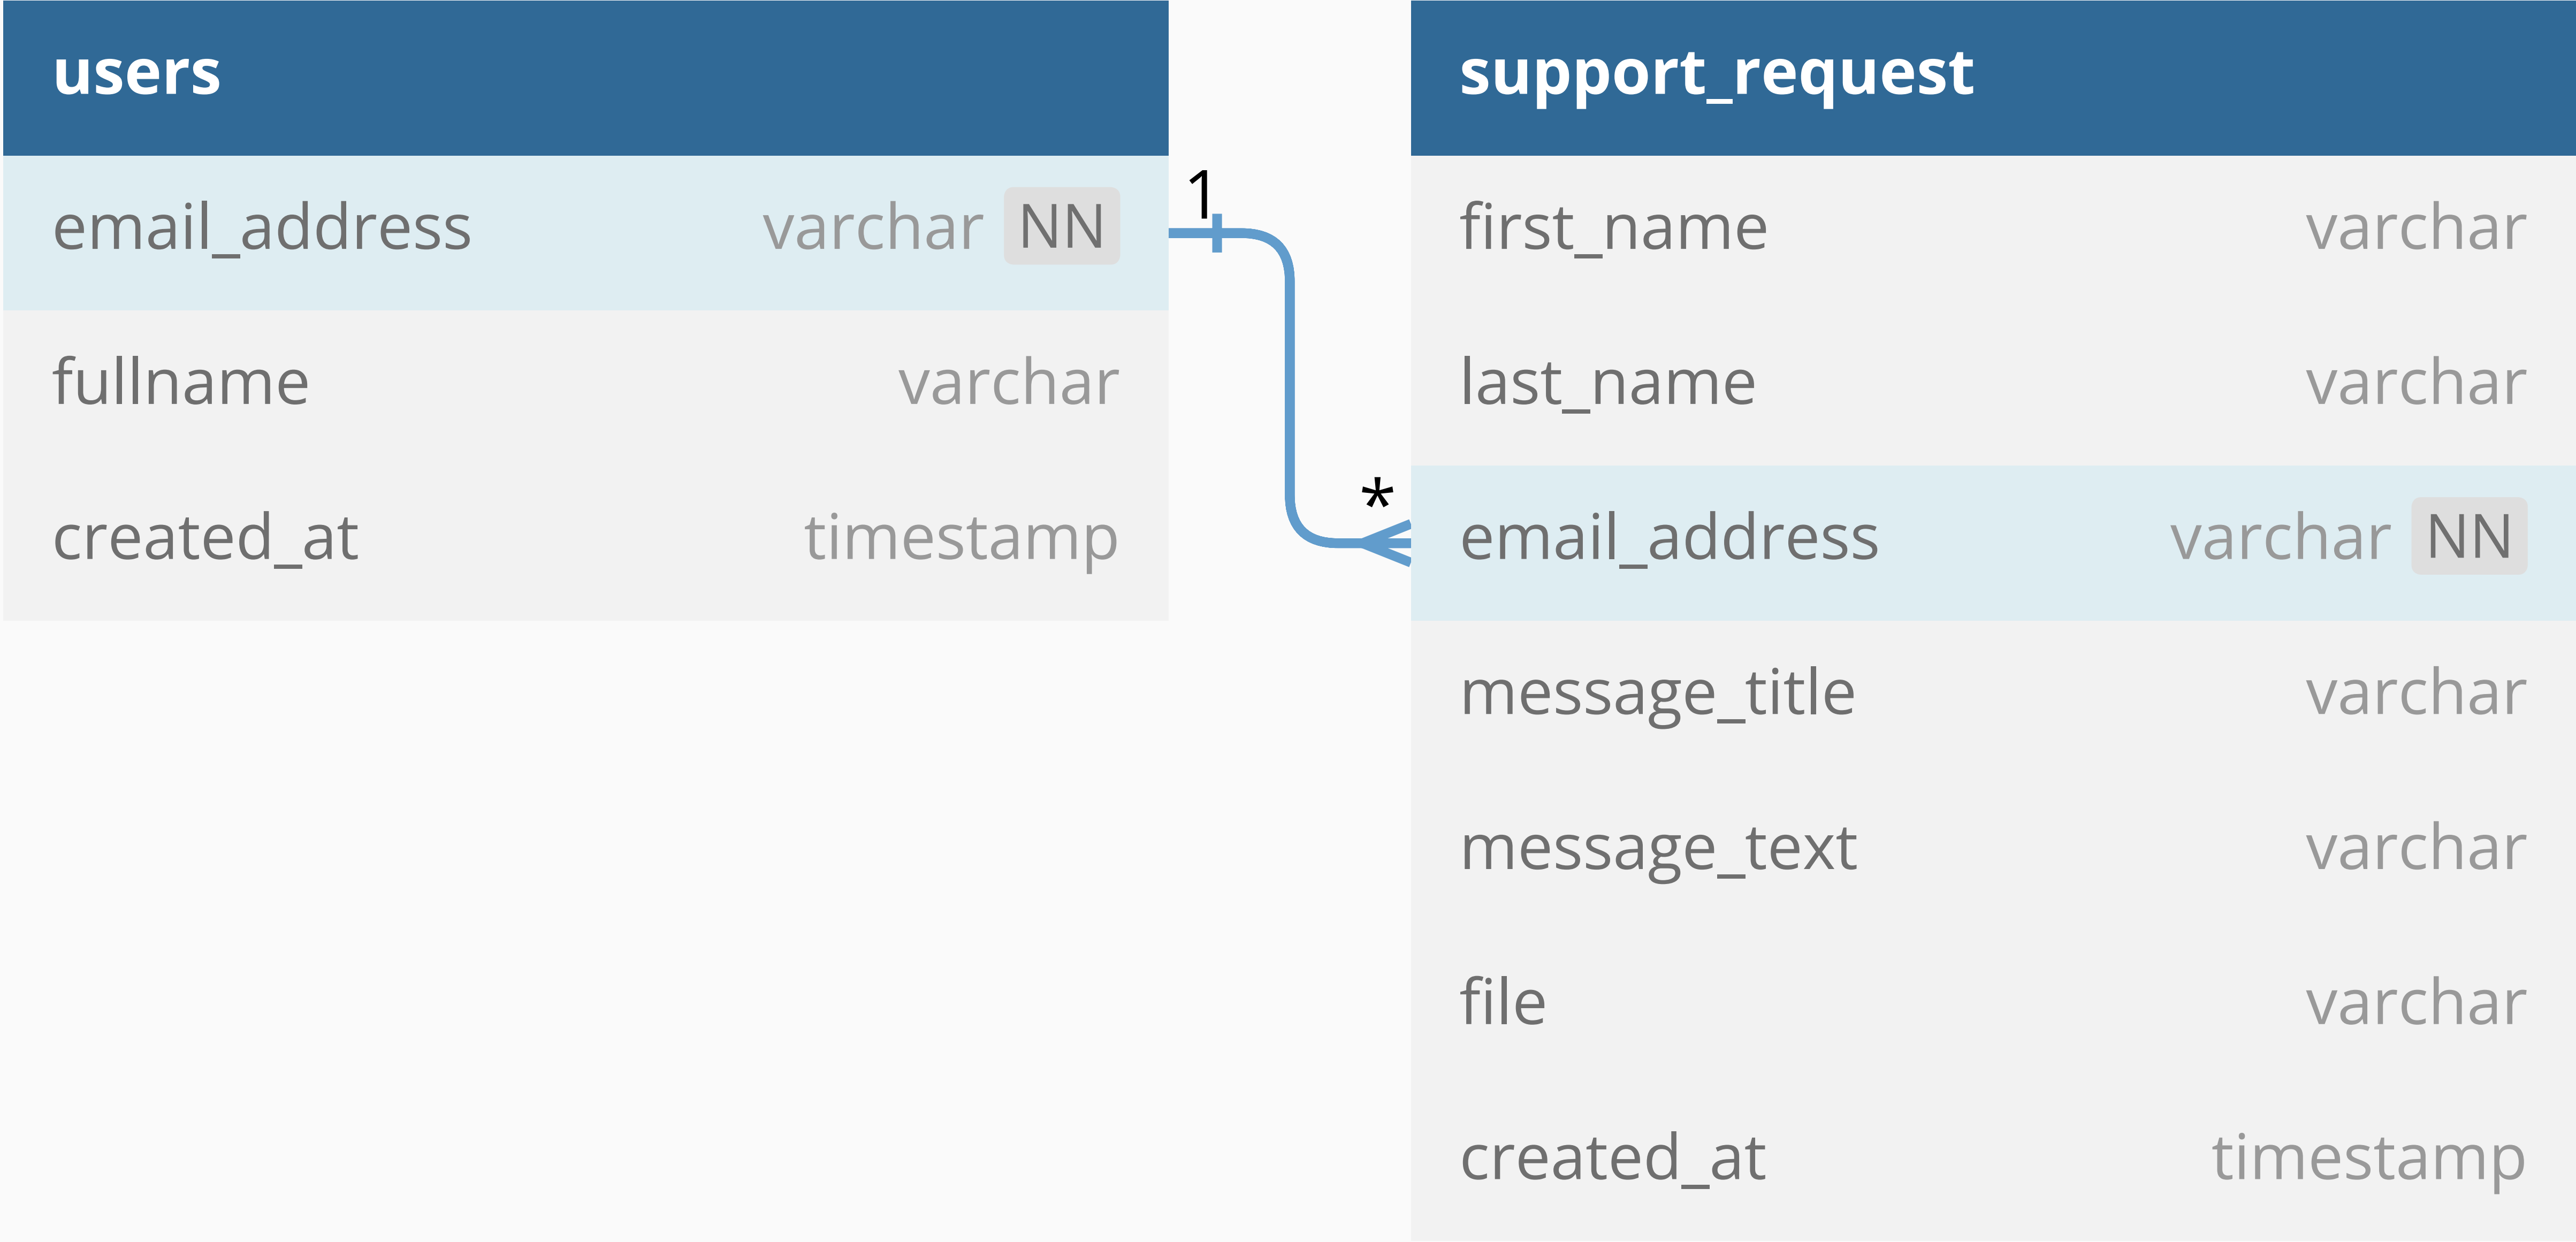 users
email_address varchar NN
fullname varchar
created_at timestamp
1
*
support_request
first_name varchar
last_name varchar
email_address varchar NN
message_title varchar
message_text varchar
file varchar
created_at timestamp